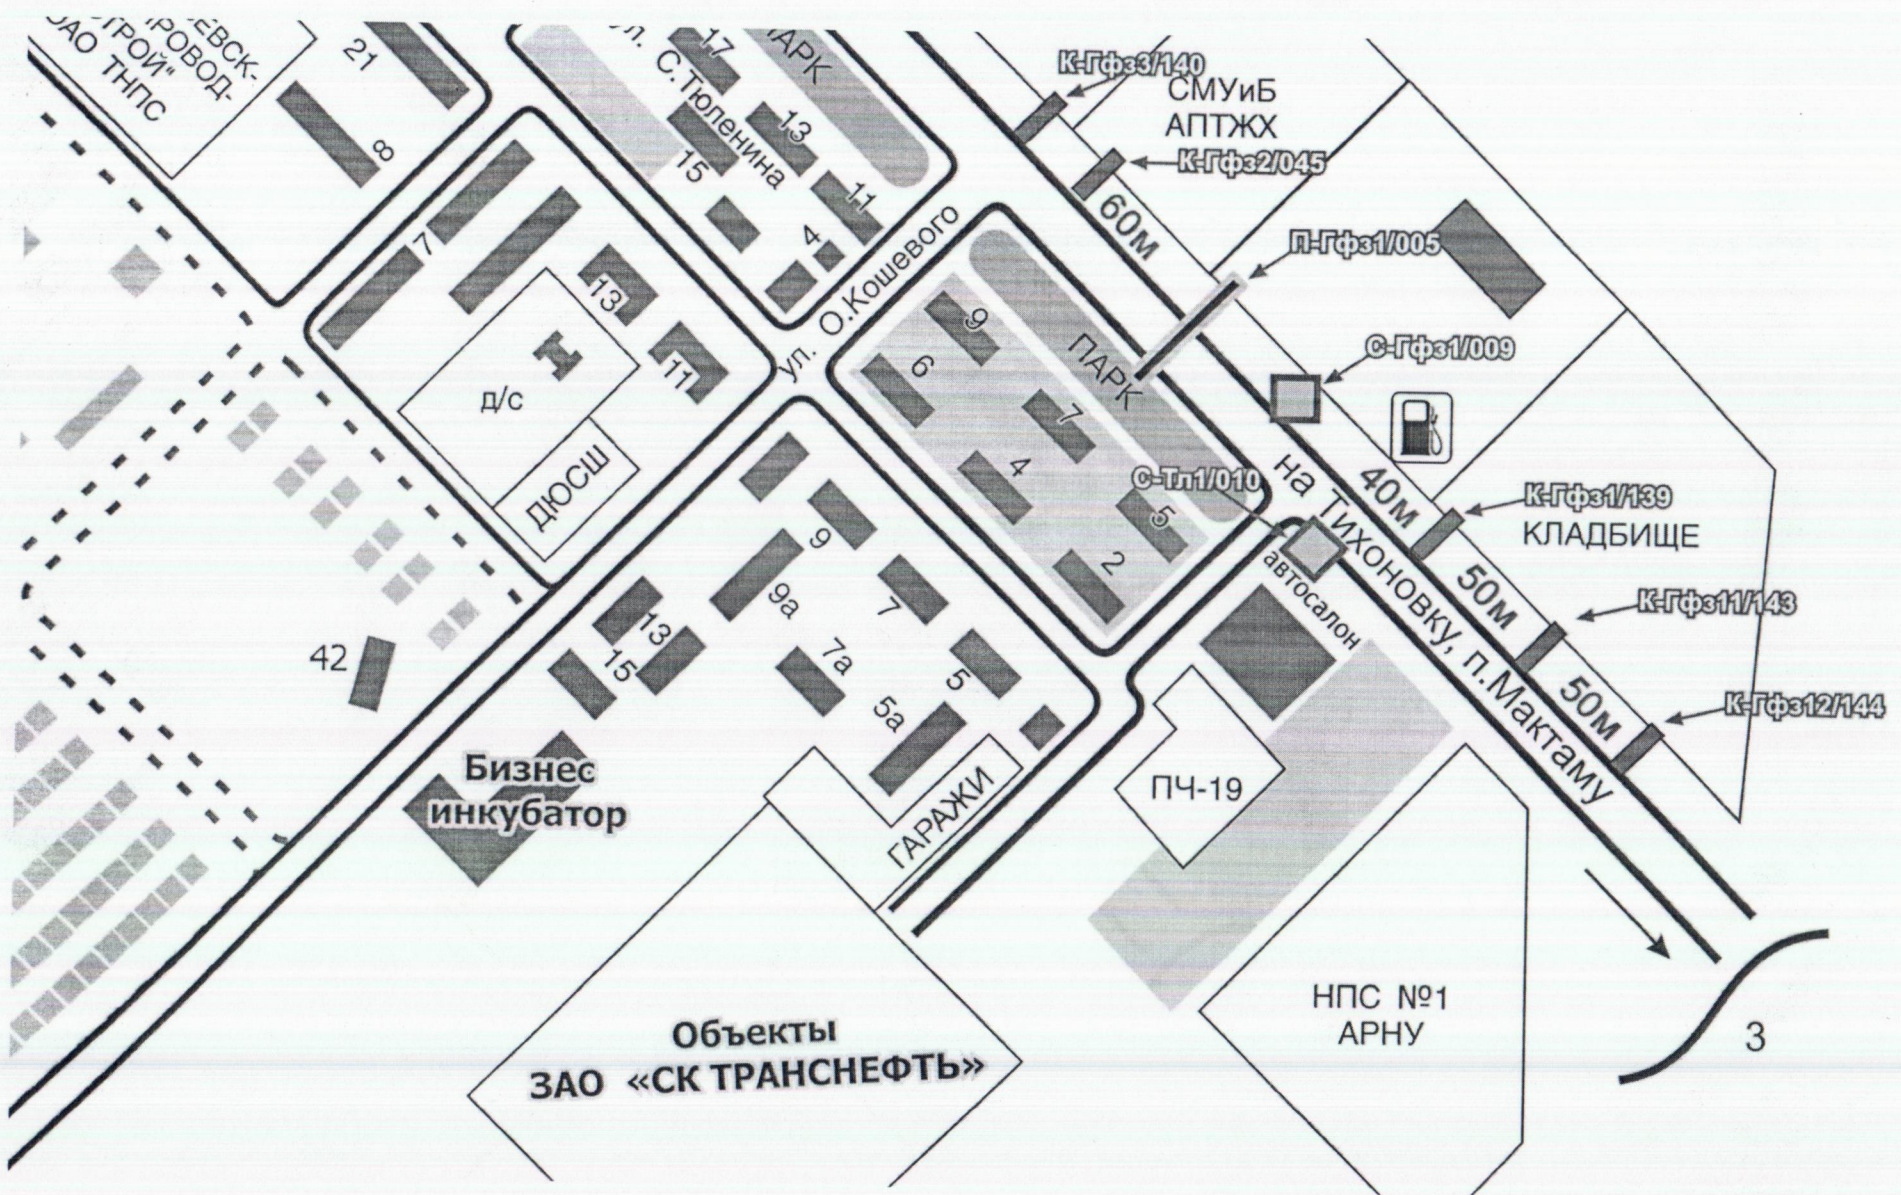 ЕВСК-
РОВОД-
ТРОЙ"
ЗАО ТНПС
21
8
7
С.Тюленина
17
13
15
11
4
ПАРК
К-Гфз3/140
СМУиБ
АПТЖХ
К-Гфз2/045
60м
П-Гфз1/005
С-Гфз1/009
ул. О.Кошевого
13
11
д/с
ДЮСШ
9
6
7
4
5
2
ПАРК
С-Тл1/010
на Тихоновку, п.Мактаму
40м
К-Гфз1/139
КЛАДБИЩЕ
50м
К-Гфз11/143
50м
К-Гфз12/144
автосалон
9
9а
7
7а
5
5а
13
15
42
Бизнес
инкубатор
ГАРАЖИ
ПЧ-19
НПС №1
АРНУ
3
Объекты
ЗАО «СК ТРАНСНЕФТЬ»